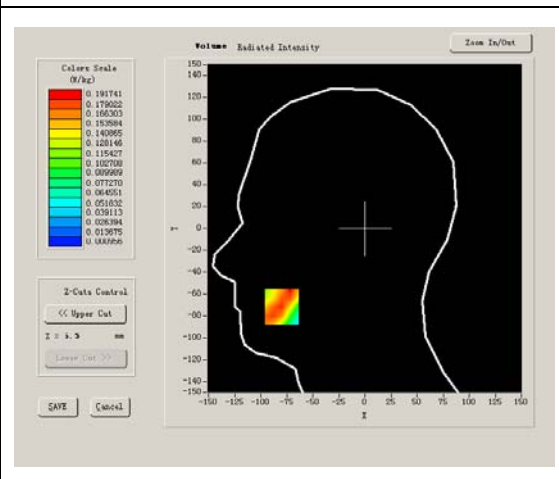 Volume Radiated Intensity
Zoom In/Out
Colors Scale
(W/kg)
0.191741
0.179022
0.166303
0.153584
0.140865
0.128146
0.115427
0.102708
0.089989
0.077270
0.064551
0.051832
0.039113
0.026394
0.013675
0.000956
150
140
120
100
80
60
40
20
0
-20
-40
-60
-80
-100
-120
-140
-150
Y
-150 -125 -100 -75 -50 -25 0 25 50 75 100 125 150
X
Z-Cuts Control
<< Upper Cut
Z = 5.5 mm
Lower Cut >>
SAVE
Cancel